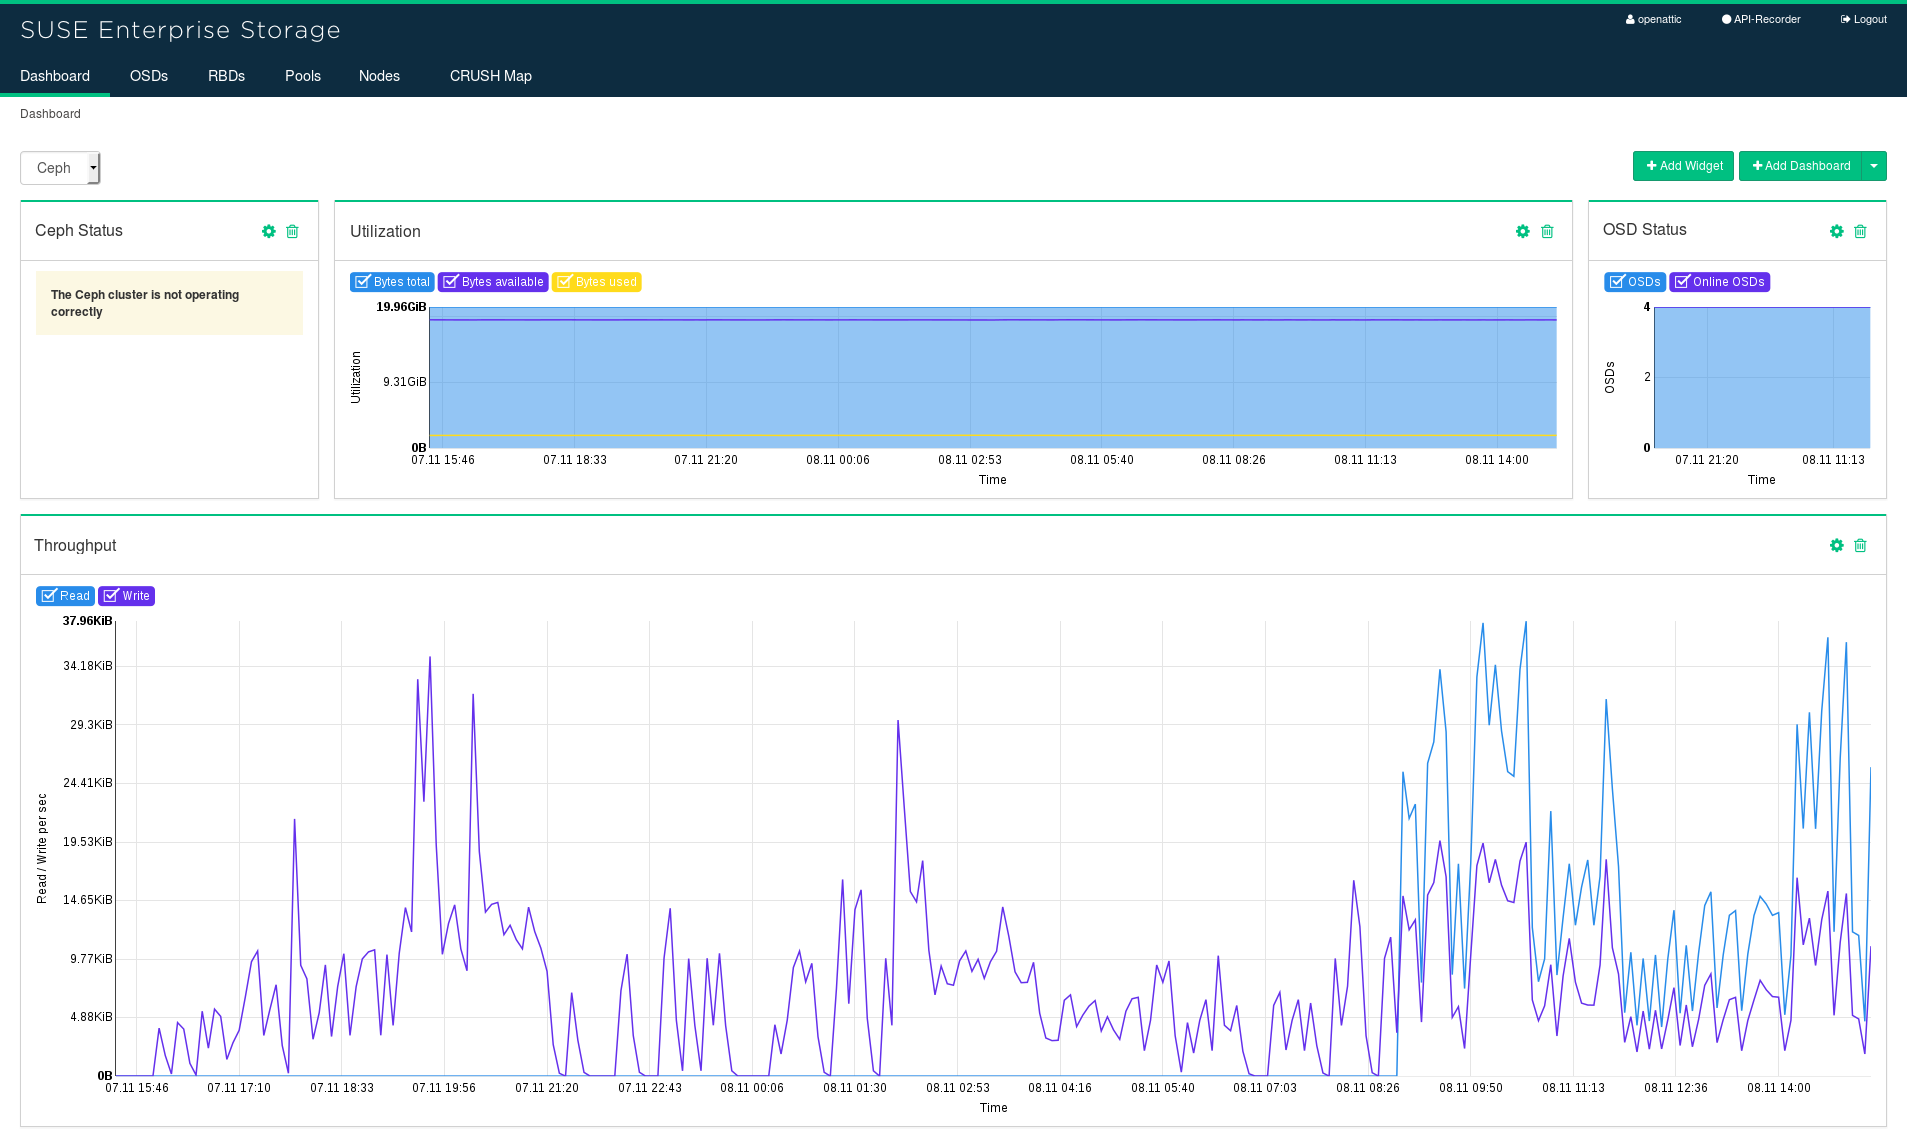 SUSE Enterprise Storage
openattic API-Recorder Logout
Dashboard OSDs RBDs Pools Nodes CRUSH Map
Dashboard
Ceph
Add Widget Add Dashboard
Ceph Status
The Ceph cluster is not operating
correctly
Utilization
Bytes total Bytes available Bytes used
19.96GiB
9.31GiB
0B
Utilization
07.11 15:46 07.11 18:33 07.11 21:20 08.11 00:06 08.11 02:53 08.11 05:40 08.11 08:26 08.11 11:13 08.11 14:00
Time
OSD Status
OSDs Online OSDs
4
2
0
OSDs
07.11 21:20 08.11 11:13
Time
Throughput
Read Write
37.96KiB
34.18KiB
29.3KiB
24.41KiB
19.53KiB
14.65KiB
9.77KiB
4.88KiB
0B
Read / Write per sec
07.11 15:46 07.11 17:10 07.11 18:33 07.11 19:56 07.11 21:20 07.11 22:43 08.11 00:06 08.11 01:30 08.11 02:53 08.11 04:16 08.11 05:40 08.11 07:03 08.11 08:26 08.11 09:50 08.11 11:13 08.11 12:36 08.11 14:00
Time